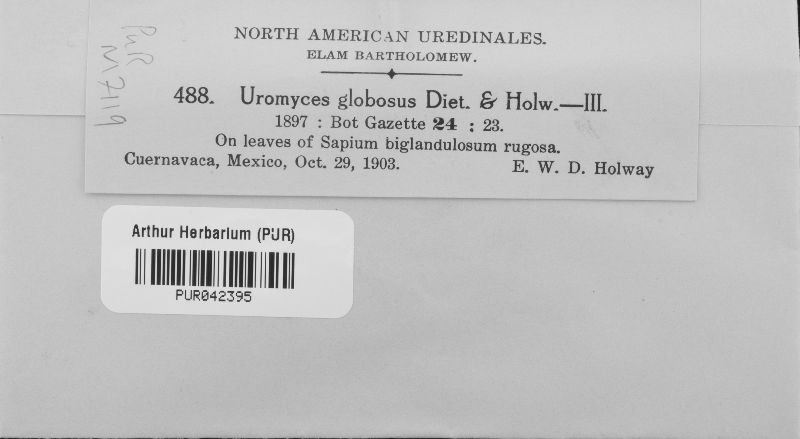 PUR
N7119
NORTH AMERICAN UREDINALES.
ELAM BARTHOLOMEW.
488. Uromyces globosus Diet. & Holw.—III.
1897 : Bot Gazette 24 : 23.
On leaves of Sapium biglandulosum rugosa.
Cuernavaca, Mexico, Oct. 29, 1903. E. W. D. Holway
Arthur Herbarium (PUR)
PUR042395